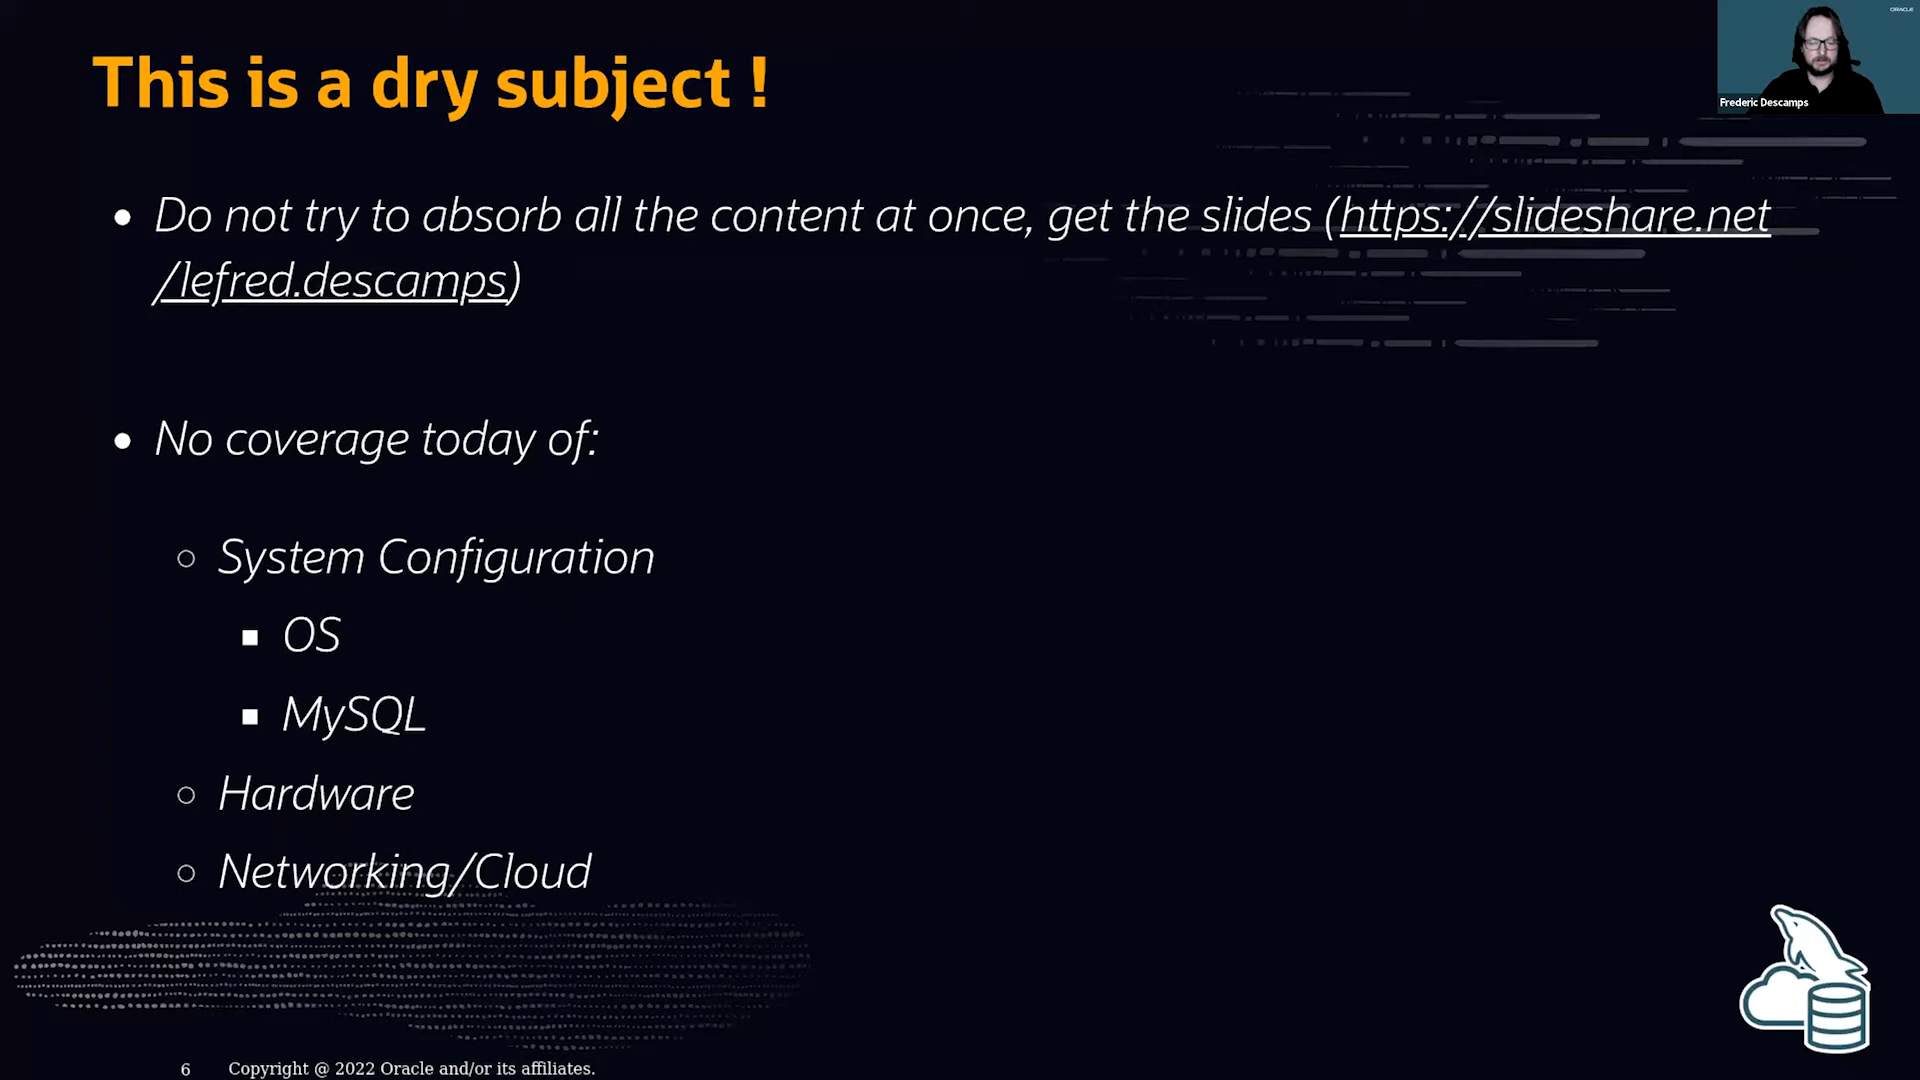 ORACLE
Frederic Descamps
This is a dry subject !
Do not try to absorb all the content at once, get the slides (https://slideshare.net
/lefred.descamps)
No coverage today of:
System Configuration
OS
MySQL
Hardware
Networking/Cloud
6 Copyright @ 2022 Oracle and/or its affiliates.